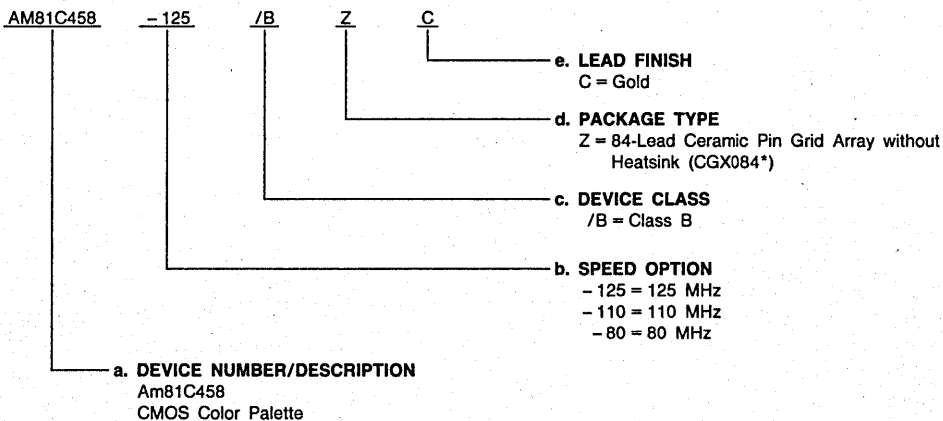 AM81C458 – 125 /B Z C
e. LEAD FINISH
C = Gold
d. PACKAGE TYPE
Z = 84-Lead Ceramic Pin Grid Array without
Heatsink (CGX084*)
c. DEVICE CLASS
/B = Class B
b. SPEED OPTION
– 125 = 125 MHz
– 110 = 110 MHz
– 80 = 80 MHz
a. DEVICE NUMBER/DESCRIPTION
Am81C458
CMOS Color Palette